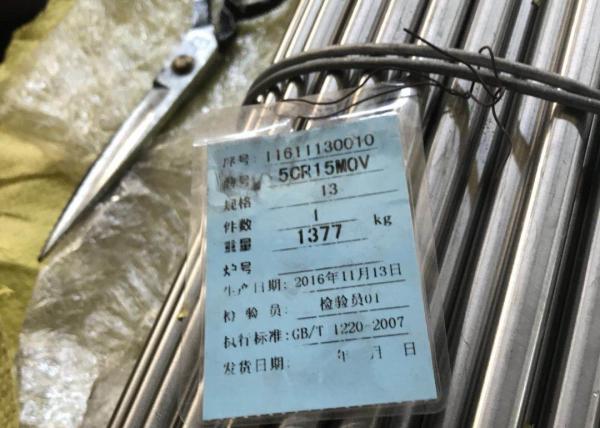 序号: 11611130010
牌号: 5CR15MOV
规格 13
件数 1
重量 1377 kg
炉号
生产日期: 2016年11月13日
检验员: 检验员01
执行标准: GB/T 1220-2007
发货日期: 年 月 日